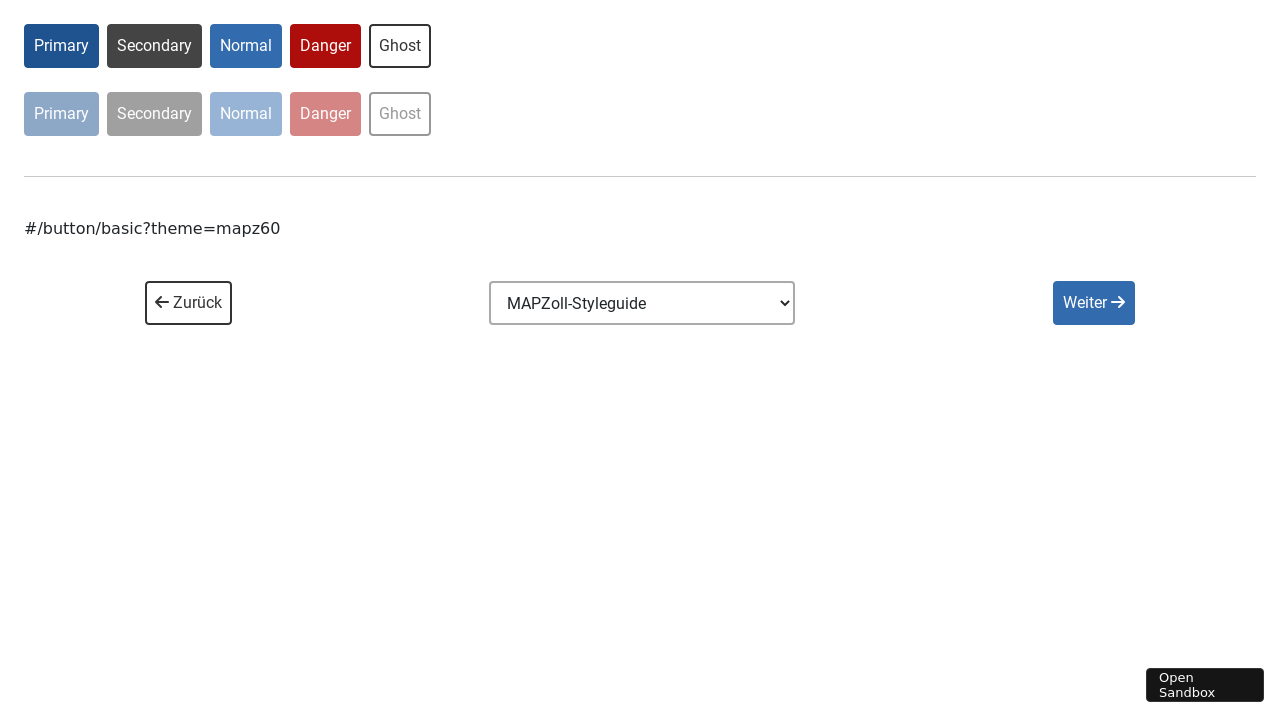 Primary Secondary Normal Danger Ghost
Primary Secondary Normal Danger Ghost
#/button/basic?theme=mapz60
Zurück MAPZoll-Styleguide Weiter
Open
Sandbox